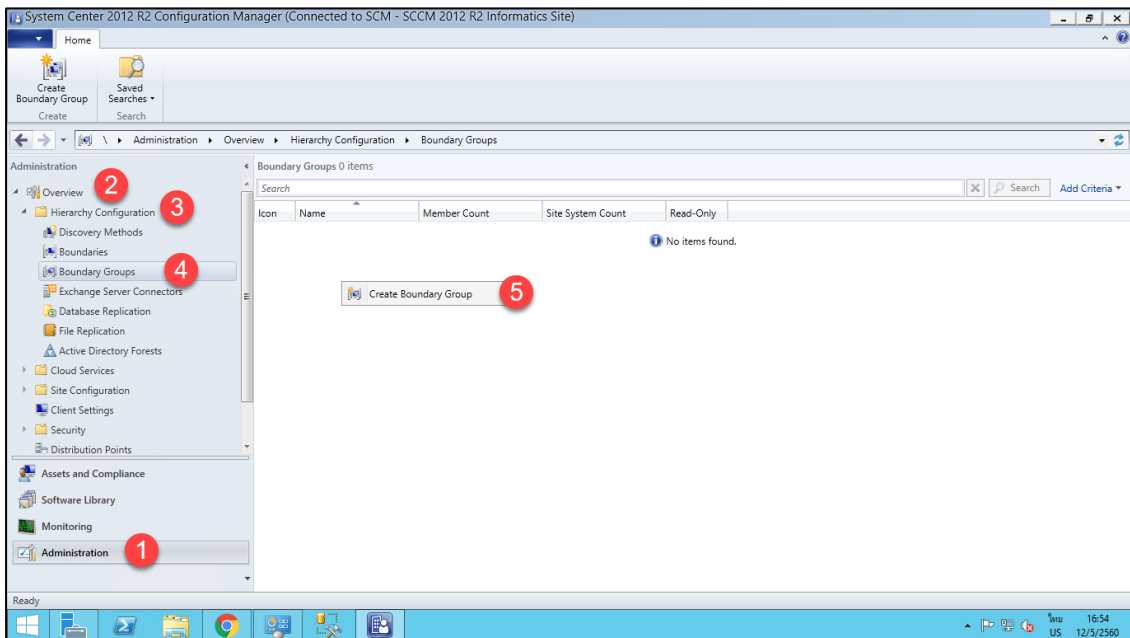 System Center 2012 R2 Configuration Manager (Connected to SCM - SCCM 2012 R2 Informatics Site)
Home
Create
Boundary Group
Saved
Searches
Create
Search
\ Administration Overview Hierarchy Configuration Boundary Groups
Administration
Overview
2
Hierarchy Configuration
3
Discovery Methods
Boundaries
Boundary Groups
4
Exchange Server Connectors
Database Replication
File Replication
Active Directory Forests
Cloud Services
Site Configuration
Client Settings
Security
Distribution Points
Assets and Compliance
Software Library
Monitoring
Administration
1
Boundary Groups 0 items
Search
Search
Add Criteria
Icon Name Member Count Site System Count Read-Only
No items found.
Create Boundary Group
5
Ready
ไทย
US
16:54
12/5/2560